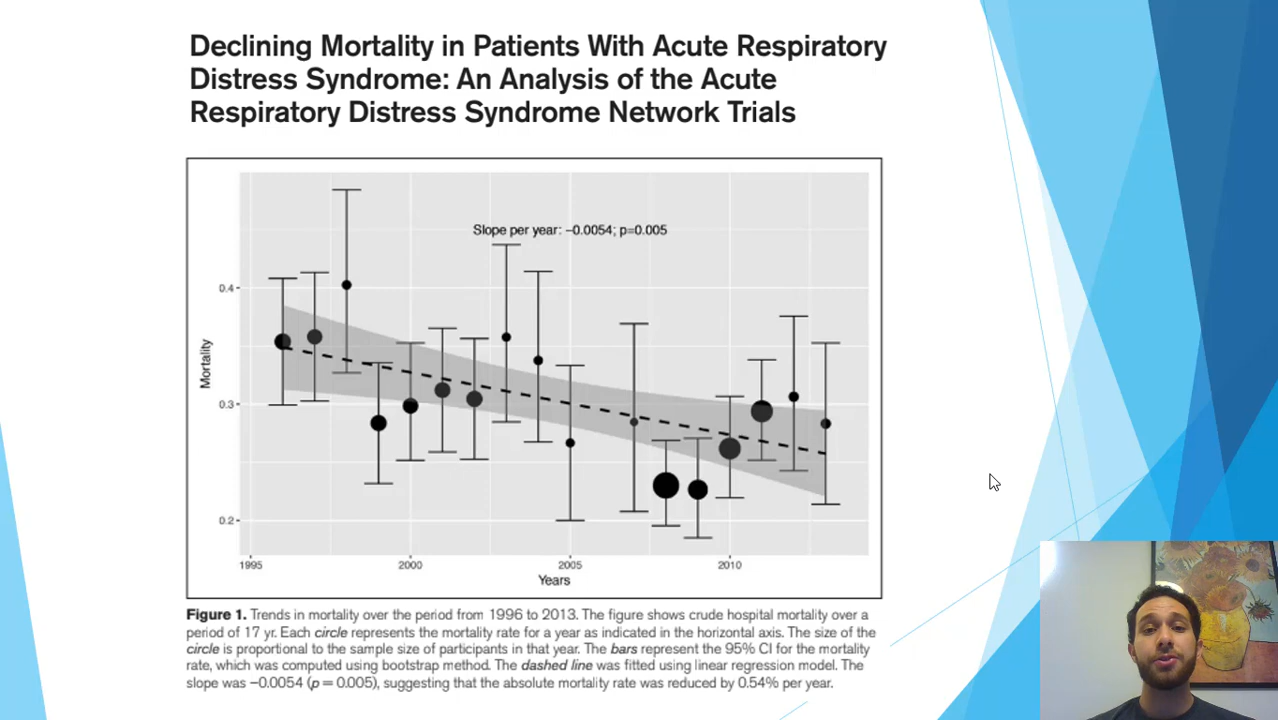 Declining Mortality in Patients With Acute Respiratory
Distress Syndrome: An Analysis of the Acute
Respiratory Distress Syndrome Network Trials
Slope per year: −0.0054; p=0.005
0.4
0.3
0.2
Mortality
1995 2000 2005 2010
Years
Figure 1. Trends in mortality over the period from 1996 to 2013. The figure shows crude hospital mortality over a
period of 17 yr. Each circle represents the mortality rate for a year as indicated in the horizontal axis. The size of the
circle is proportional to the sample size of participants in that year. The bars represent the 95% CI for the mortality
rate, which was computed using bootstrap method. The dashed line was fitted using linear regression model. The
slope was −0.0054 (p = 0.005), suggesting that the absolute mortality rate was reduced by 0.54% per year.